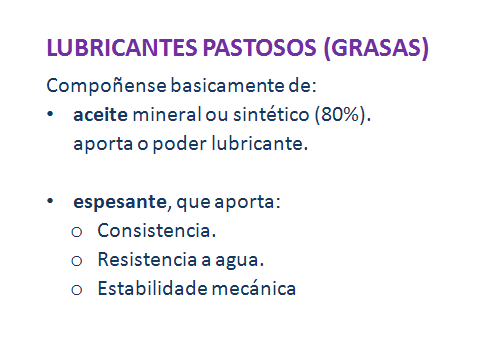 LUBRICANTES PASTOSOS (GRASAS)
Compoñense basicamente de:
• aceite mineral ou sintético (80%).
aporta o poder lubricante.
• espesante, que aporta:
o Consistencia.
o Resistencia a agua.
o Estabilidade mecánica